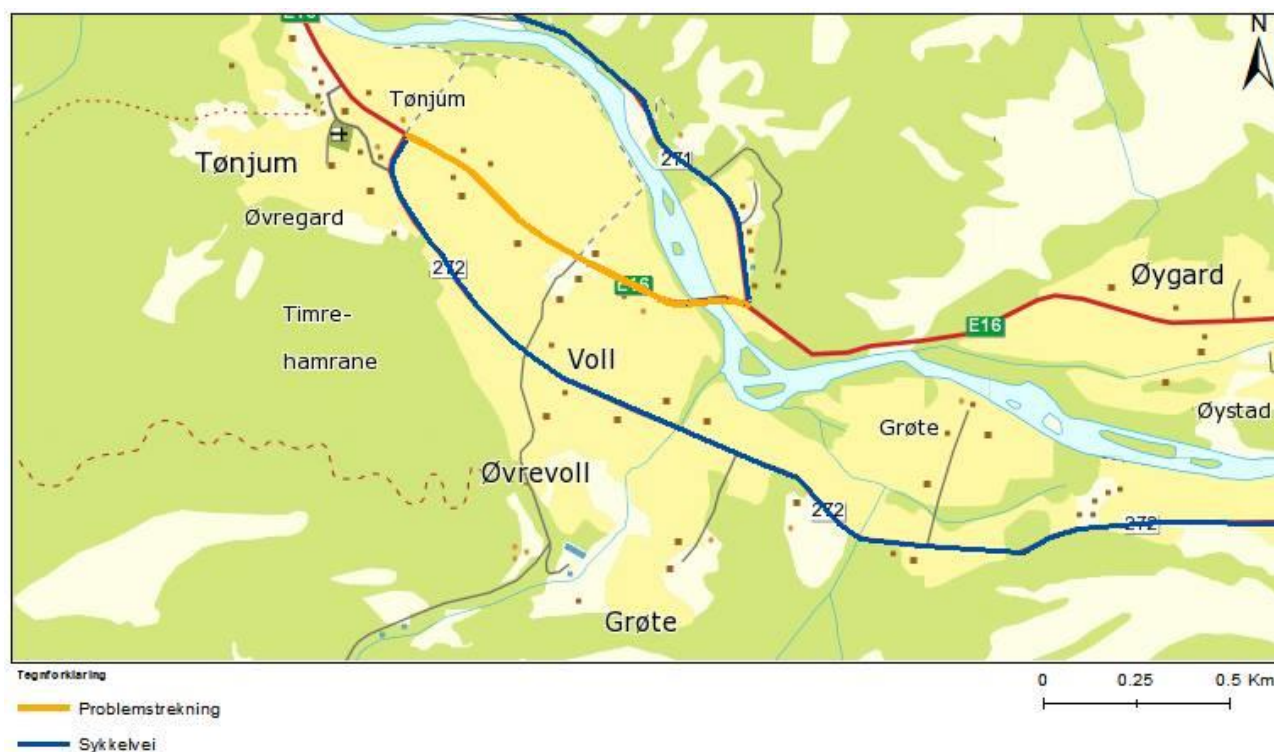 E16
N
Tønjum
Tønjum
271
Øvregard
272
Øygard
E16
E16
Timre-
hamrane
Voll
Øystad
Grøte
Øvrevoll
272
272
Grøte
Tegnforklaring
0 0.25 0.5 Km
Problemstrekning
Sykkelvei